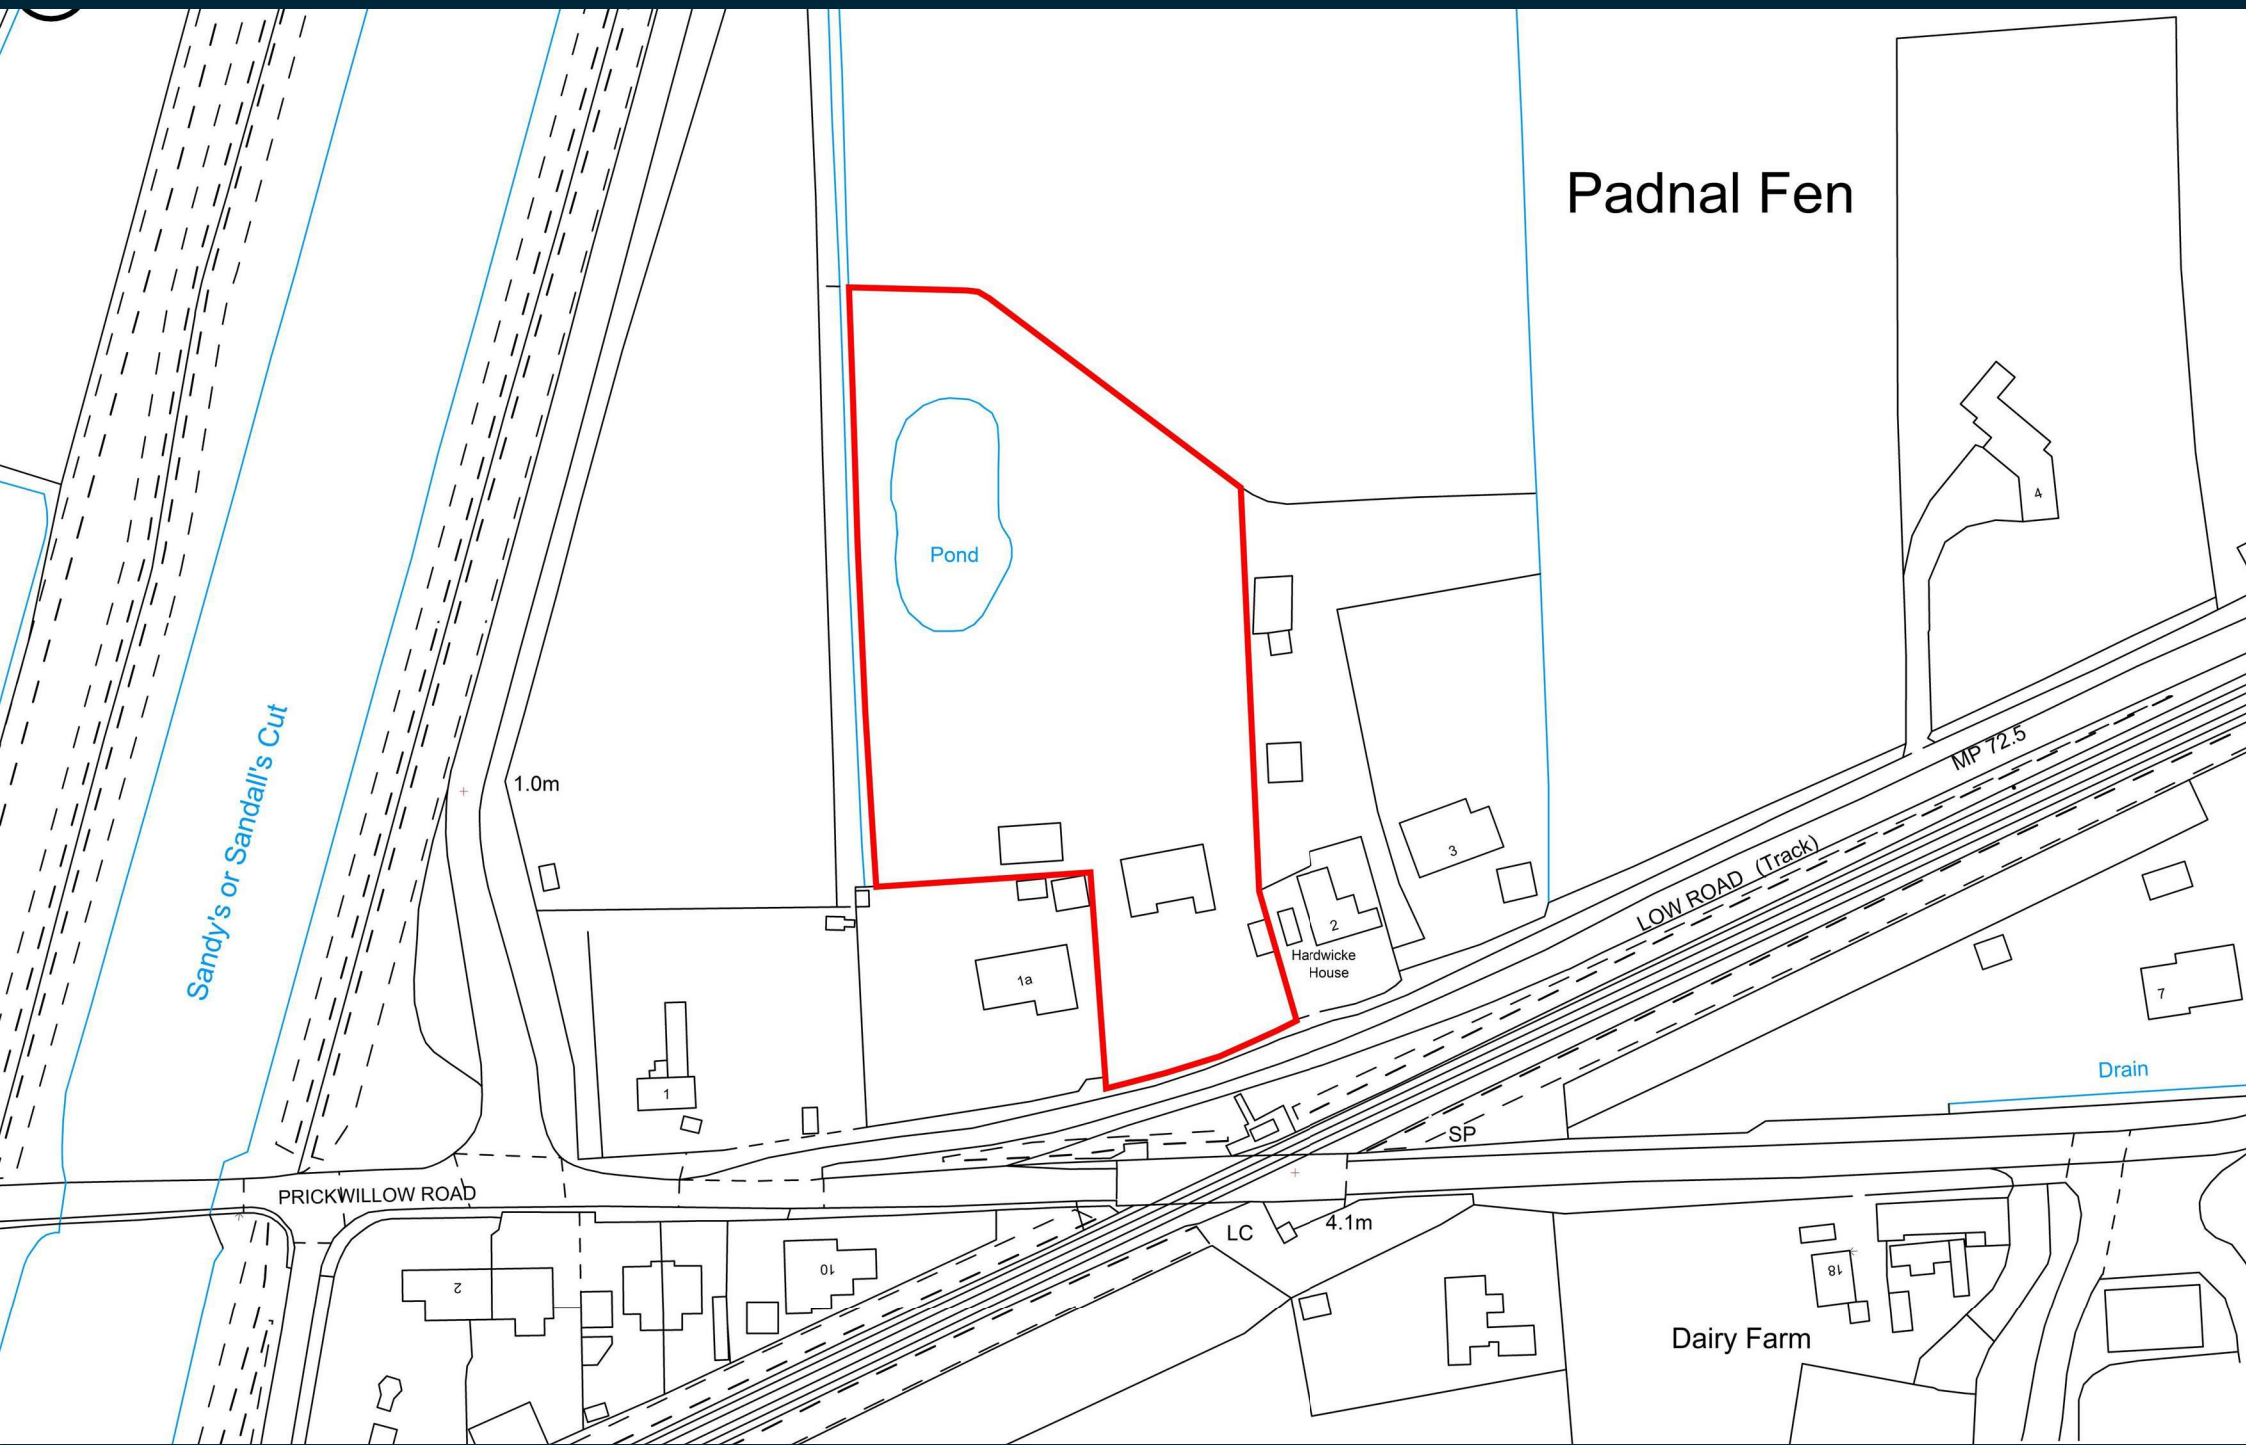 Padnal Fen
4
Pond
Sandy's or Sandall's Cut
1.0m
MP 72.5
LOW ROAD (Track)
3
2
Hardwicke
House
1a
1
7
Drain
SP
PRICKWILLOW ROAD
LC
4.1m
10
2
18
Dairy Farm